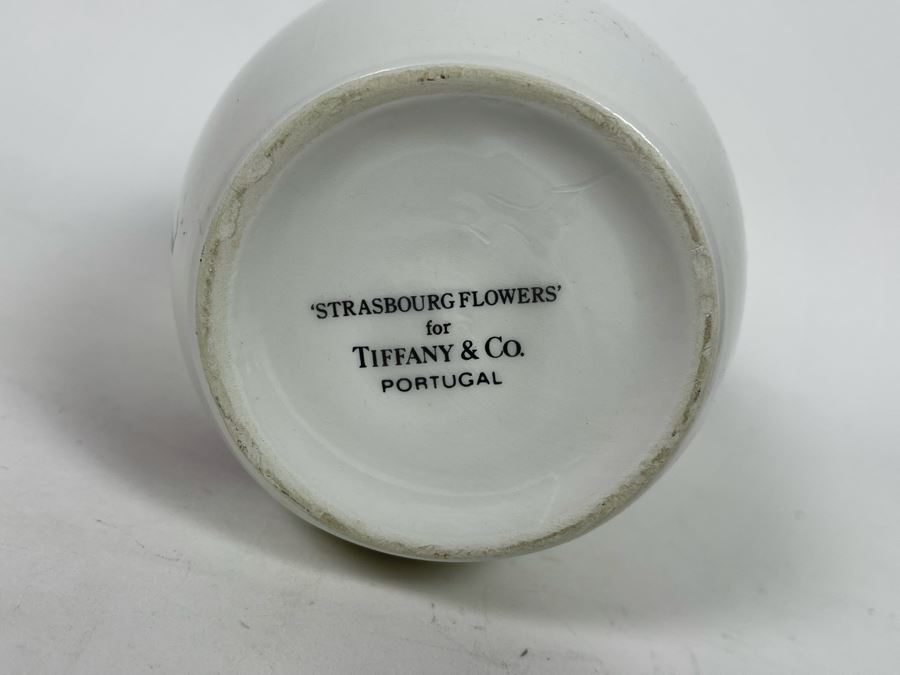 ‘STRASBOURG FLOWERS’
for
TIFFANY & CO.
PORTUGAL